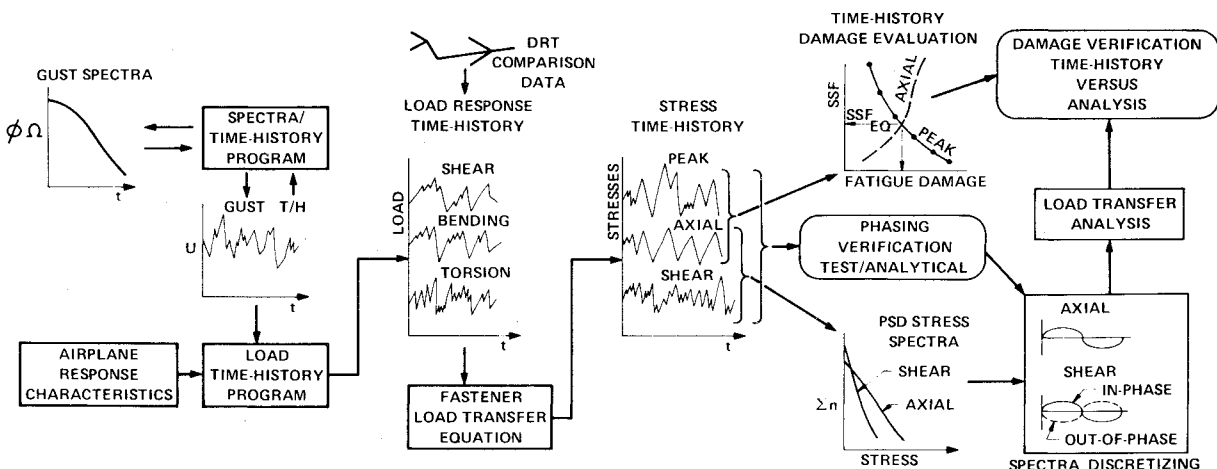 GUST SPECTRA
ϕΩ
t
SPECTRA/
TIME-HISTORY
PROGRAM
GUST T/H
U
t
AIRPLANE
RESPONSE
CHARACTERISTICS
LOAD
TIME-HISTORY
PROGRAM
DRT
COMPARISON
DATA
LOAD RESPONSE
TIME-HISTORY
LOAD
SHEAR
BENDING
TORSION
t
FASTENER
LOAD TRANSFER
EQUATION
STRESS
TIME-HISTORY
STRESSES
PEAK
AXIAL
SHEAR
t
TIME-HISTORY
DAMAGE EVALUATION
SSF
AXIAL
SSF EQ
PEAK
FATIGUE DAMAGE
DAMAGE VERIFICATION
TIME-HISTORY
VERSUS
ANALYSIS
LOAD TRANSFER
ANALYSIS
PHASING
VERIFICATION
TEST/ANALYTICAL
PSD STRESS
SPECTRA
SHEAR
AXIAL
Σn
STRESS
AXIAL
SHEAR
IN-PHASE
OUT-OF-PHASE
SPECTRA DISCRETIZING